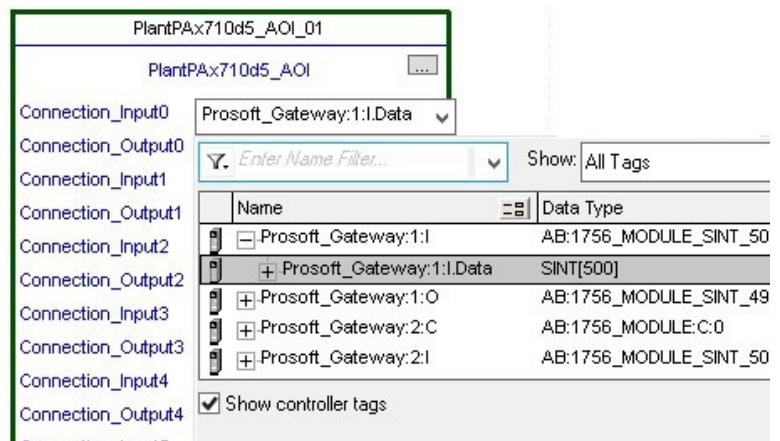 PlantPAx710d5_AOI_01
PlantPAx710d5_AOI
...
Connection_Input0
Prosoft_Gateway:1:I.Data
Connection_Output0
Enter Name Filter...
Show: All Tags
Connection_Input1
Connection_Output1
Name
Data Type
Connection_Input2
Prosoft_Gateway:1:I
AB:1756_MODULE_SINT_50
Connection_Output2
Prosoft_Gateway:1:I.Data
SINT[500]
Connection_Input3
Prosoft_Gateway:1:O
AB:1756_MODULE_SINT_49
Connection_Output3
Prosoft_Gateway:2:C
AB:1756_MODULE:C:0
Prosoft_Gateway:2:I
AB:1756_MODULE_SINT_50
Connection_Input4
Show controller tags
Connection_Output4